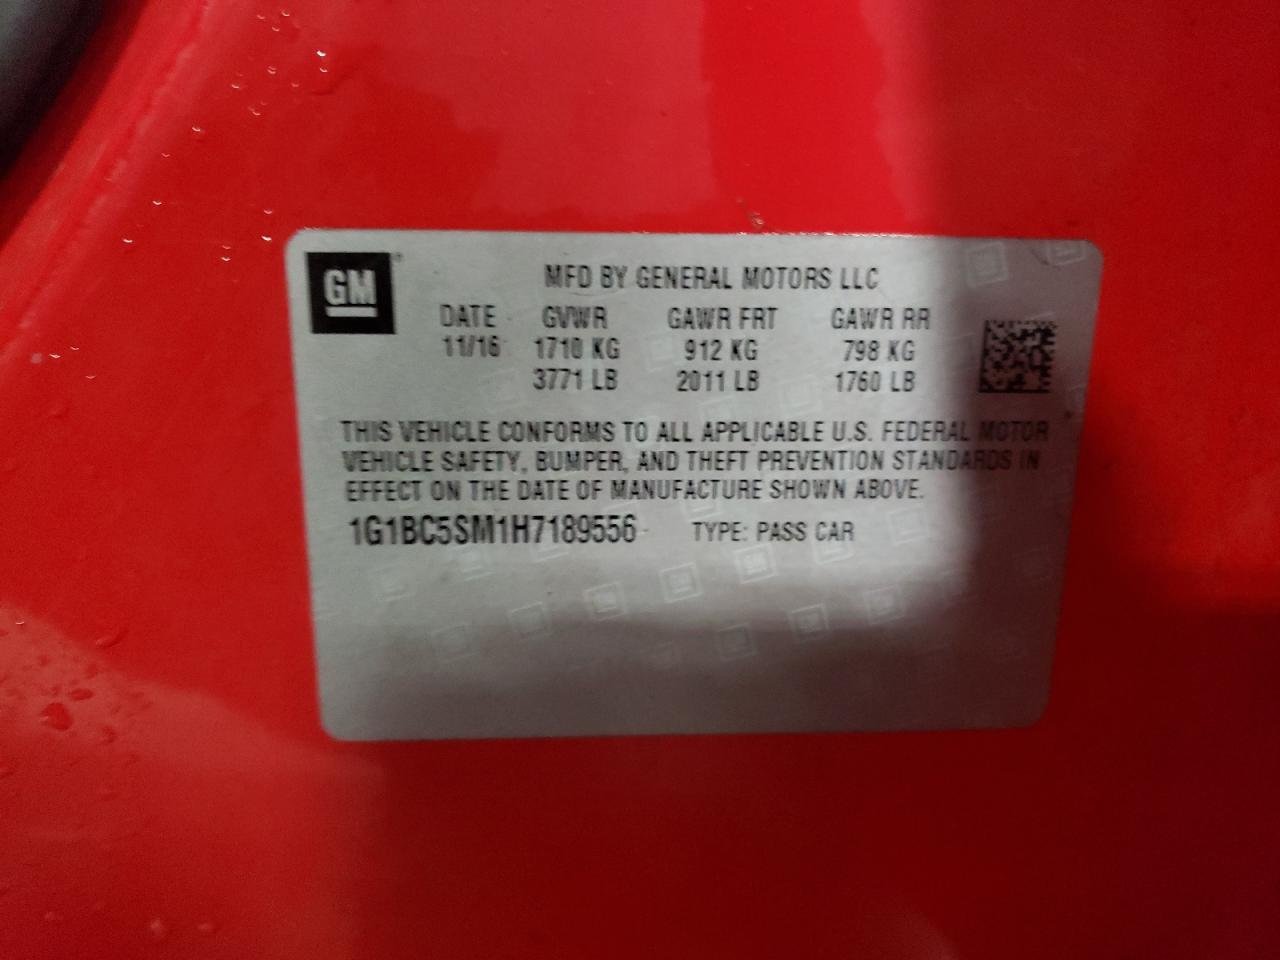 GM
MFD BY GENERAL MOTORS LLC
DATE GVWR GAWR FRT GAWR RR
11/16 1710 KG 912 KG 798 KG
3771 LB 2011 LB 1760 LB
THIS VEHICLE CONFORMS TO ALL APPLICABLE U.S. FEDERAL MOTOR
VEHICLE SAFETY, BUMPER, AND THEFT PREVENTION STANDARDS IN
EFFECT ON THE DATE OF MANUFACTURE SHOWN ABOVE.
1G1BC5SM1H7189556 TYPE: PASS CAR